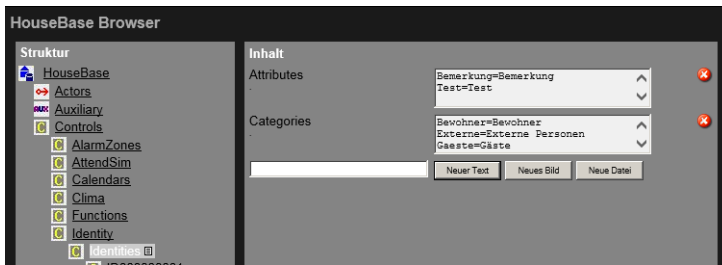 HouseBase Browser
Struktur
HouseBase
Actors
AUX Auxiliary
C Controls
C AlarmZones
C AttendSim
C Calendars
C Clima
C Functions
C Identity
C Identities
Inhalt
Attributes
Bemerkung=Bemerkung
Test=Test
Categories
Bewohner=Bewohner
Externe=Externe Personen
Gaeste=Gäste
Neuer Text Neues Bild Neue Datei